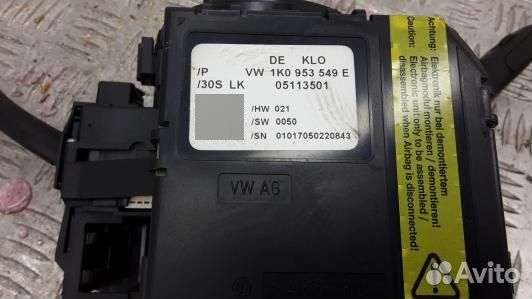 DE KLO
/P VW 1K0 953 549 E
/30S LK 05113501
/HW 021
/SW 0050
/SN 01017050220843
VW AG
Elektronik nur bei demontiertem
Airbagmodul montieren / demontieren!
Caution:
Electronic unit only to be assembled /
disassembled when Airbag is disconnected!
Avito